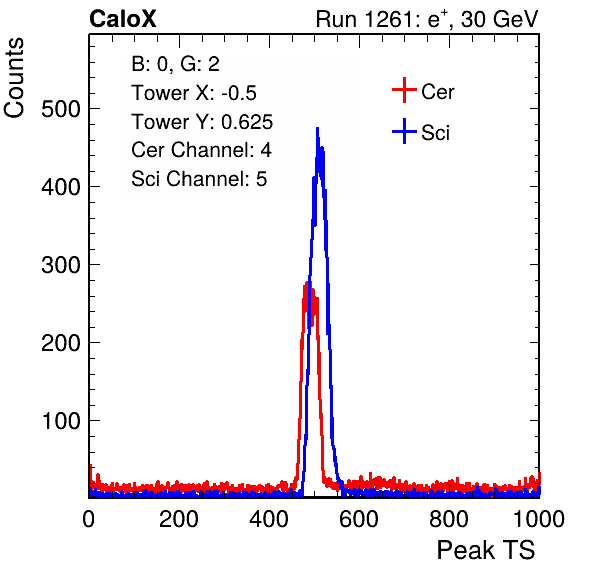 CaloX Run 1261: e⁺, 30 GeV
Counts
B: 0, G: 2
Tower X: -0.5
Tower Y: 0.625
Cer Channel: 4
Sci Channel: 5
Cer
Sci
500
400
300
200
100
0 200 400 600 800 1000
Peak TS